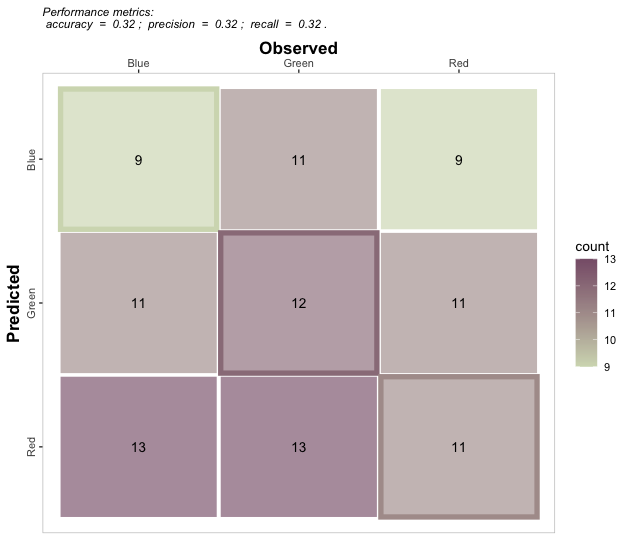 Performance metrics:
accuracy = 0.32 ; precision = 0.32 ; recall = 0.32 .
Observed
Blue Green Red
Predicted
Blue 9 11 9
Green 11 12 11
Red 13 13 11
count
13
12
11
10
9